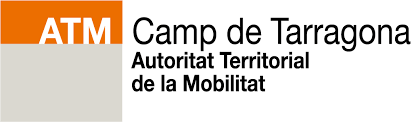 ATM Camp de Tarragona
Autoritat Territorial
de la Mobilitat